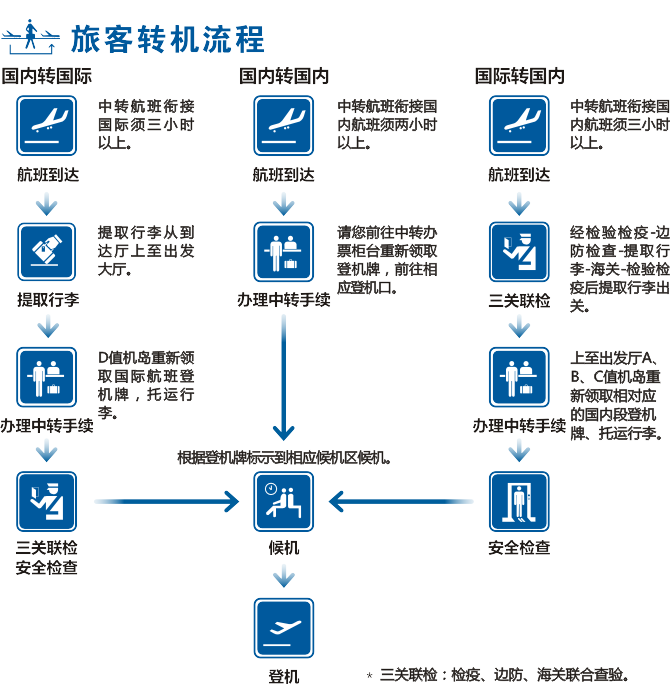 旅客转机流程
国内转国际
中转航班衔接
国际须三小时
以上。
航班到达
提取行李从到
达厅上至出发
大厅。
提取行李
D值机岛重新领
取国际航班登
机牌，托运行
李。
办理中转手续
三关联检
安全检查
国内转国内
中转航班衔接国
内航班须两小时
以上。
航班到达
请您前往中转办
票柜台重新领取
登机牌，前往相
应登机口。
办理中转手续
国际转国内
中转航班衔接国
内航班须三小时
以上。
航班到达
经检验检疫-边
防检查-提取行
李-海关-检验检
疫后提取行李出
关。
三关联检
上至出发厅A、
B、C值机岛重
新领取相对应
的国内段登机
牌、托运行李。
办理中转手续
安全检查
根据登机牌标示到相应候机区候机。
候机
登机
* 三关联检：检疫、边防、海关联合查验。